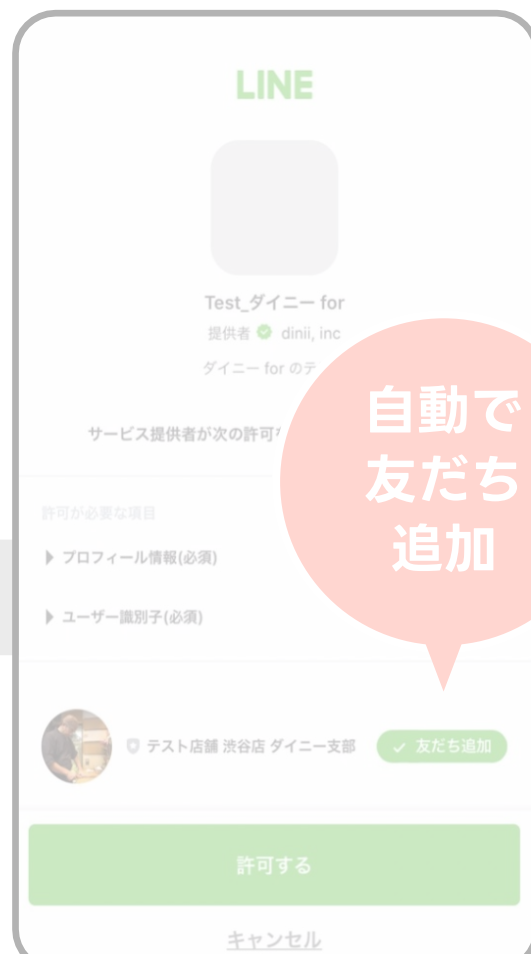 LINE
Test_ダイニー for
提供者 dinii, inc
ダイニー for のテ
サービス提供者が次の許可
自動で
友だち
追加
許可が必要な項目
プロフィール情報(必須)
ユーザー識別子(必須)
テスト店舗 渋谷店 ダイニー支部
友だち追加
許可する
キャンセル